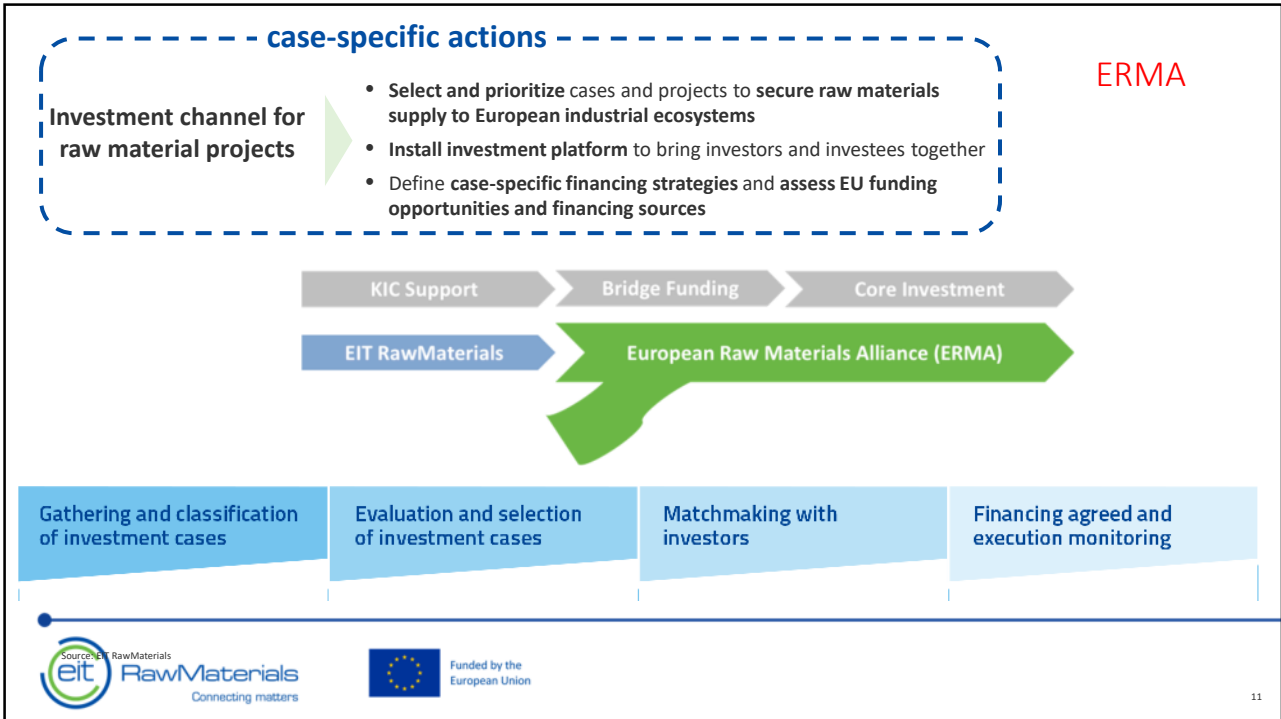 case-specific actions
ERMA
Investment channel for
raw material projects
• Select and prioritize cases and projects to secure raw materials
supply to European industrial ecosystems
• Install investment platform to bring investors and investees together
• Define case-specific financing strategies and assess EU funding
opportunities and financing sources
KIC Support
Bridge Funding
Core Investment
EIT RawMaterials
European Raw Materials Alliance (ERMA)
Gathering and classification
of investment cases
Evaluation and selection
of investment cases
Matchmaking with
investors
Financing agreed and
execution monitoring
Source: EIT RawMaterials
eit RawMaterials
Connecting matters
Funded by the
European Union
11